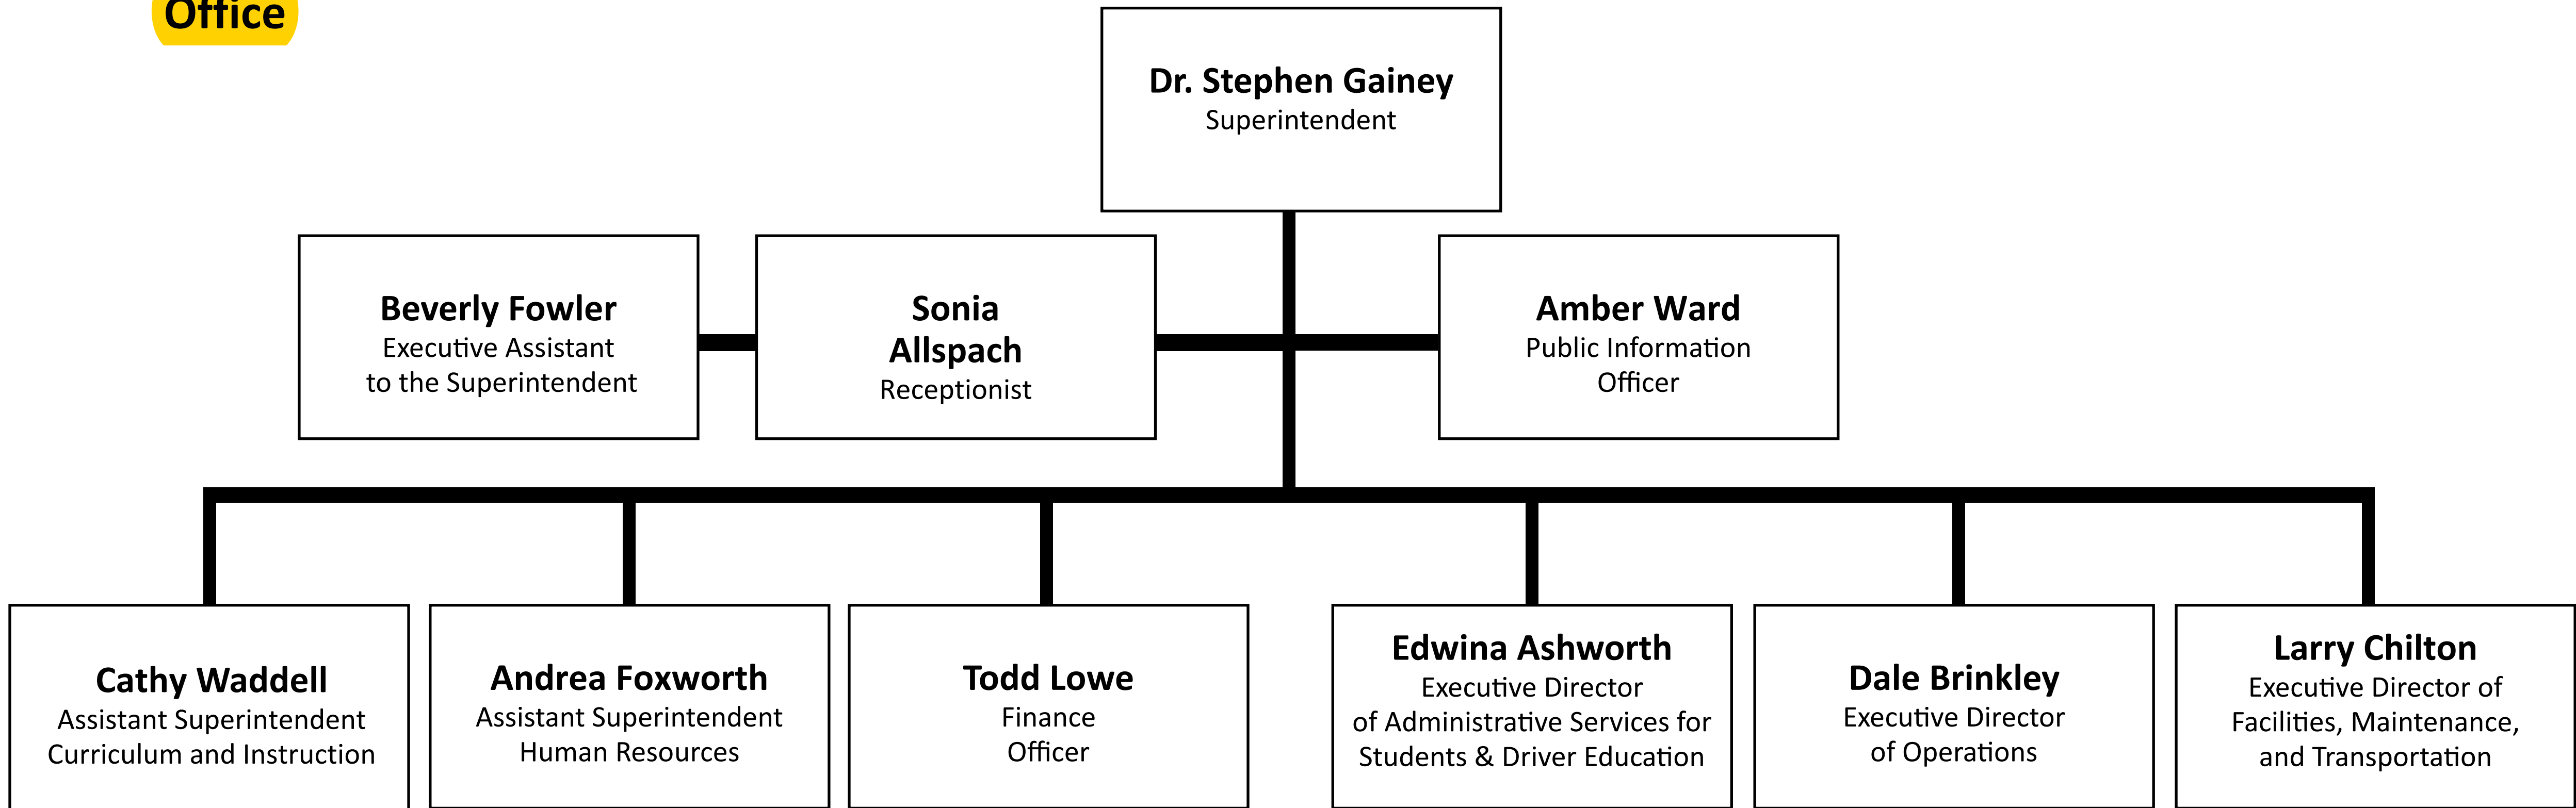 Office
Dr. Stephen Gainey
Superintendent
Beverly Fowler
Executive Assistant
to the Superintendent
Sonia
Allspach
Receptionist
Amber Ward
Public Information
Officer
Cathy Waddell
Assistant Superintendent
Curriculum and Instruction
Andrea Foxworth
Assistant Superintendent
Human Resources
Todd Lowe
Finance
Officer
Edwina Ashworth
Executive Director
of Administrative Services for
Students & Driver Education
Dale Brinkley
Executive Director
of Operations
Larry Chilton
Executive Director of
Facilities, Maintenance,
and Transportation